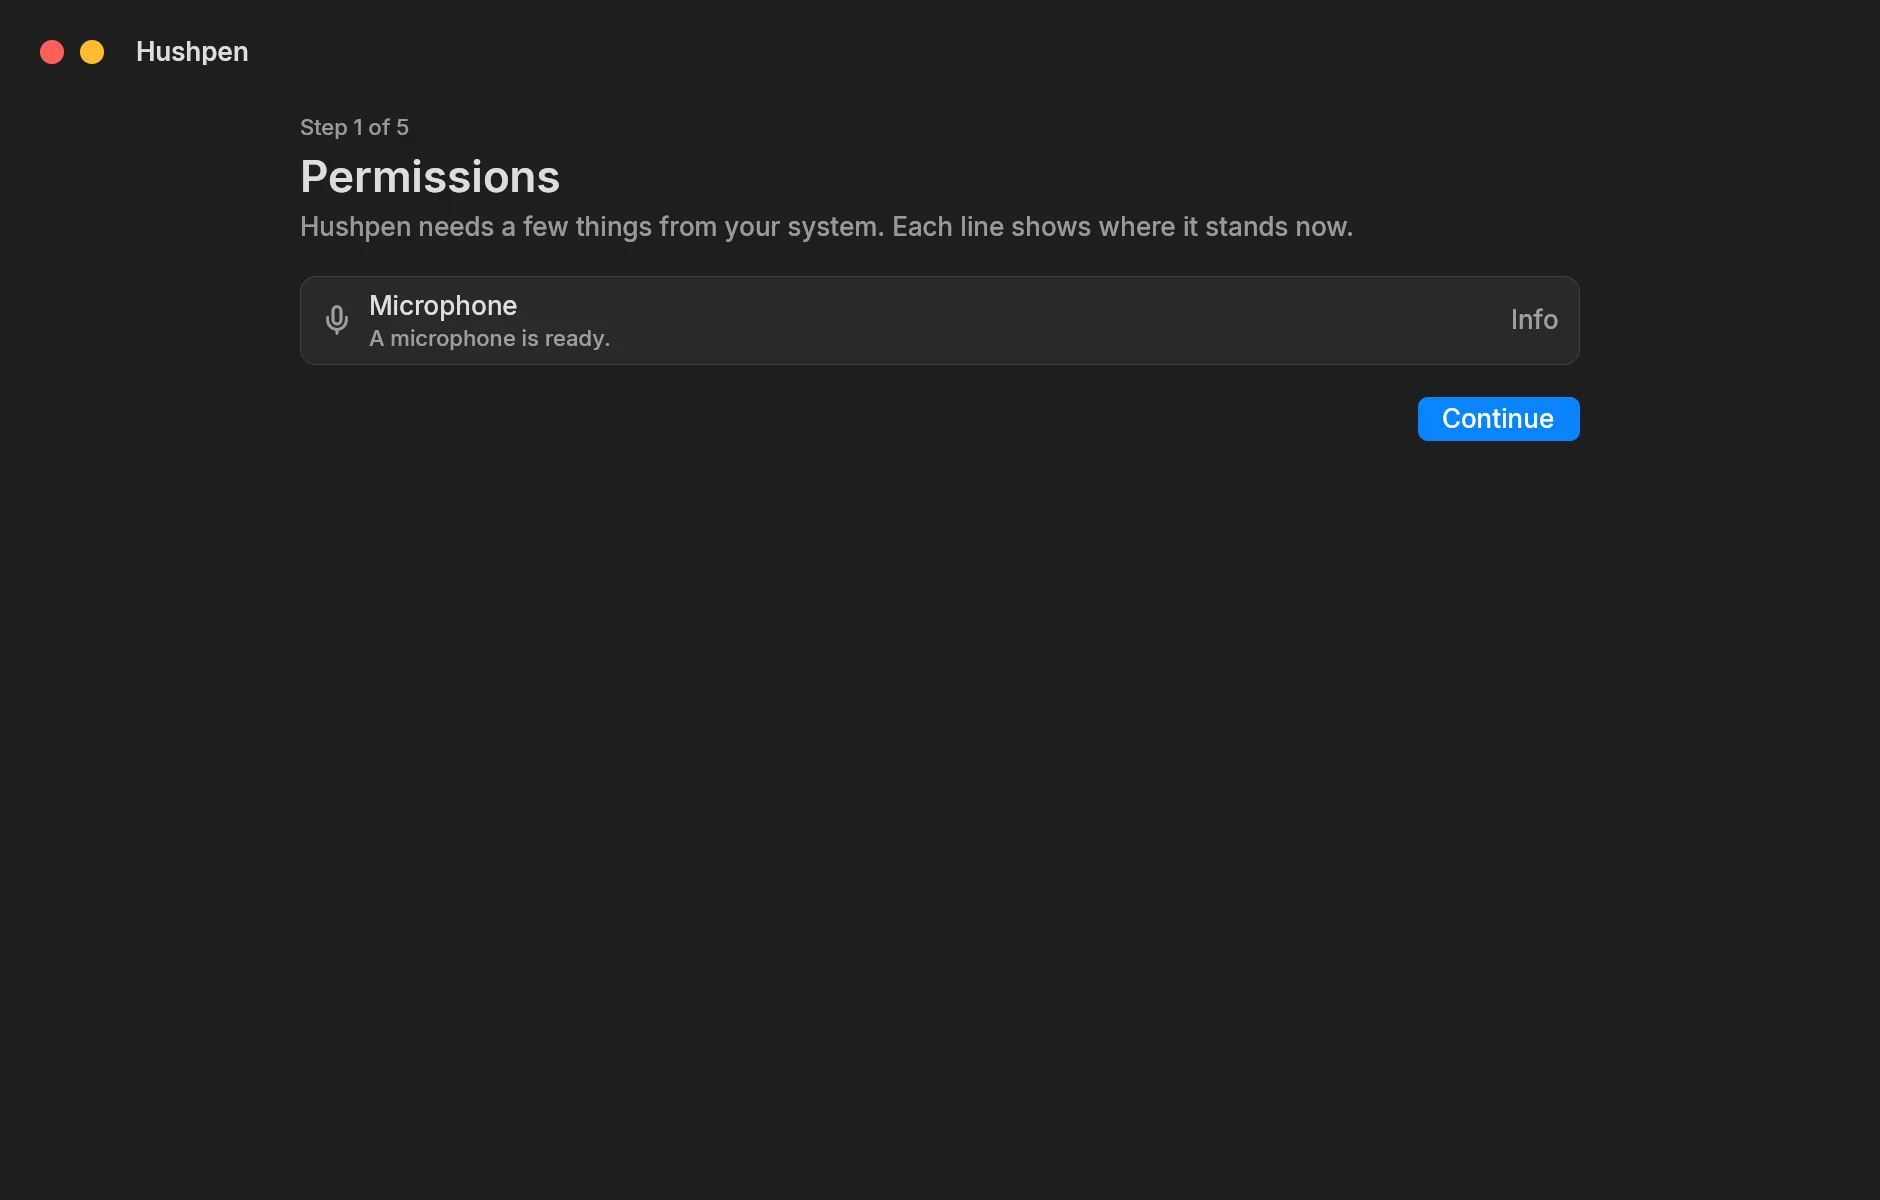 Hushpen
Step 1 of 5
Permissions
Hushpen needs a few things from your system. Each line shows where it stands now.
Microphone
A microphone is ready.
Info
Continue